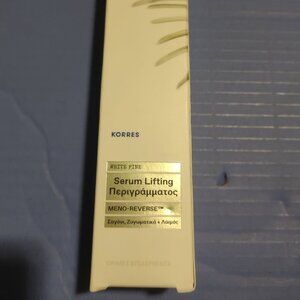 KORRES
WHITE PINE
Serum Lifting
Περιγράμματος
MENO-REVERSE™
Σαγόνι, Ζυγωματικά + Λαιμός